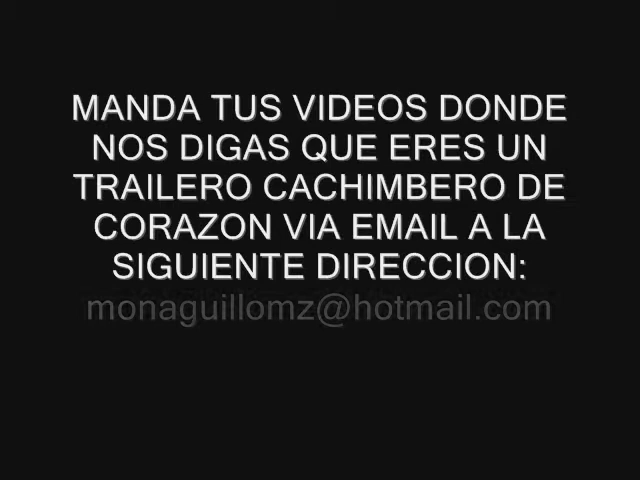 MANDA TUS VIDEOS DONDE
NOS DIGAS QUE ERES UN
TRAILERO CACHIMBERO DE
CORAZON VIA EMAIL A LA
SIGUIENTE DIRECCION:
monaguillomz@hotmail.com